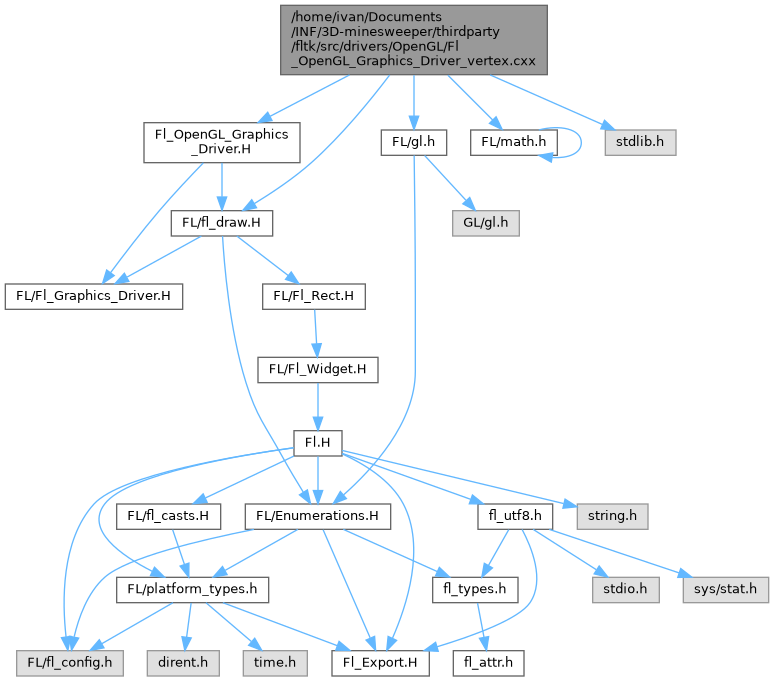 /home/ivan/Documents
/INF/3D-minesweeper/thirdparty
/fltk/src/drivers/OpenGL/Fl
_OpenGL_Graphics_Driver_vertex.cxx
Fl_OpenGL_Graphics
_Driver.H
FL/gl.h
FL/math.h
stdlib.h
FL/fl_draw.H
GL/gl.h
FL/Fl_Graphics_Driver.H
FL/Fl_Rect.H
FL/Fl_Widget.H
Fl.H
FL/fl_casts.H
FL/Enumerations.H
fl_utf8.h
string.h
FL/platform_types.h
fl_types.h
stdio.h
sys/stat.h
FL/fl_config.h
dirent.h
time.h
Fl_Export.H
fl_attr.h